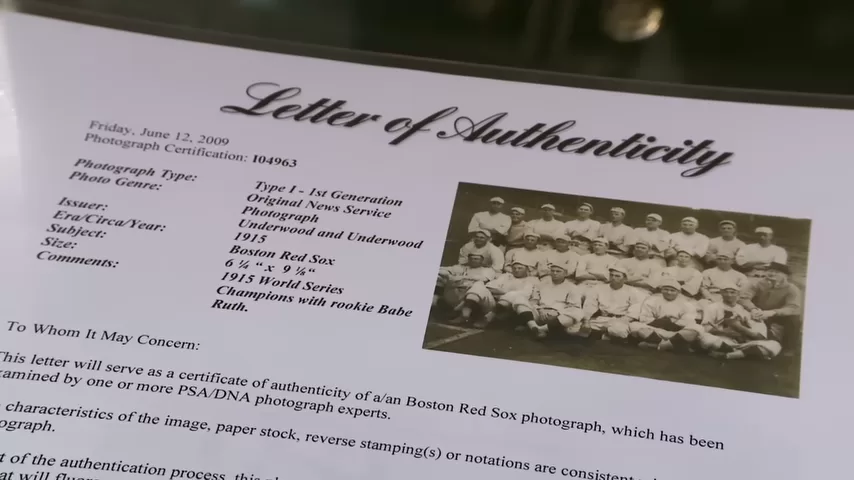 Letter of Authenticity
Friday, June 12, 2009
Photograph Certification: I04963
Photograph Type: Type I - 1st Generation
Photo Genre: Original News Service
Photograph
Issuer: Underwood and Underwood
Era/Circa/Year: 1915
Subject: Boston Red Sox
Size: 6 ¼ " x 9 ⅛"
Comments: 1915 World Series
Champions with rookie Babe
Ruth.
To Whom It May Concern:
This letter will serve as a certificate of authenticity of a/an Boston Red Sox photograph, which has been
examined by one or more PSA/DNA photograph experts.
characteristics of the image, paper stock, reverse stamping(s) or notations are consistent
ograph.
t of the authentication process, this
at will